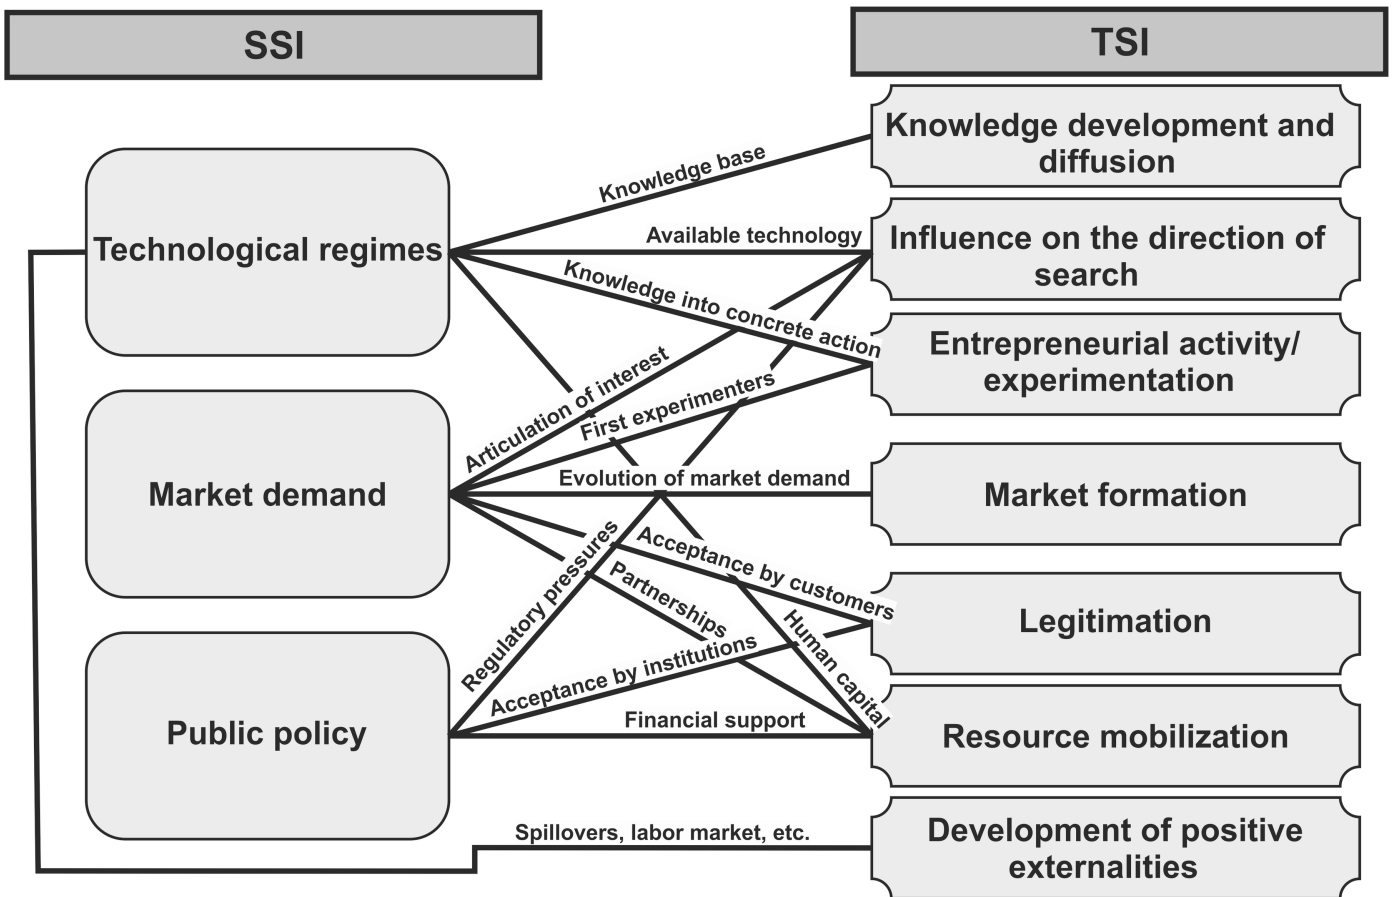 SSI
TSI
Knowledge development and
diffusion
Knowledge base
Technological regimes
Available technology
Influence on the direction of
search
Knowledge into concrete action
Entrepreneurial activity/
experimentation
Articulation of interest
First experimenters
Market demand
Evolution of market demand
Market formation
Regulatory pressures
Acceptance by customers
Partnerships
Legitimation
Human capital
Acceptance by institutions
Public policy
Financial support
Resource mobilization
Spillovers, labor market, etc.
Development of positive
externalities